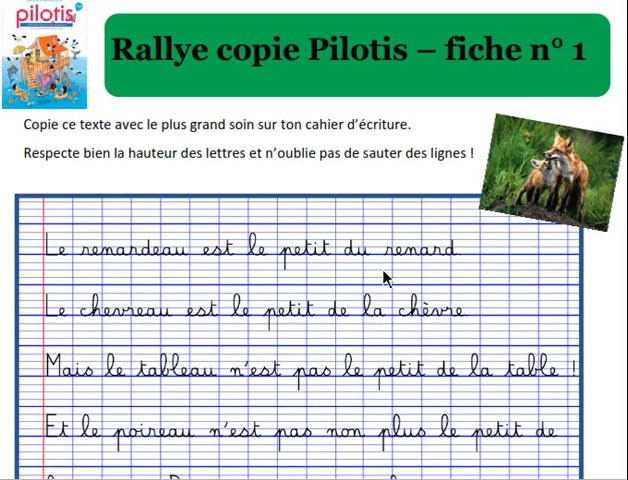 pilotis
Rallye copie Pilotis – fiche n° 1
Copie ce texte avec le plus grand soin sur ton cahier d'écriture.
Respecte bien la hauteur des lettres et n'oublie pas de sauter des lignes !
Le renardeau est le petit du renard.
Le chevreau est le petit de la chèvre.
Mais le tableau n'est pas le petit de la table !
Et le poireau n'est pas non plus le petit de